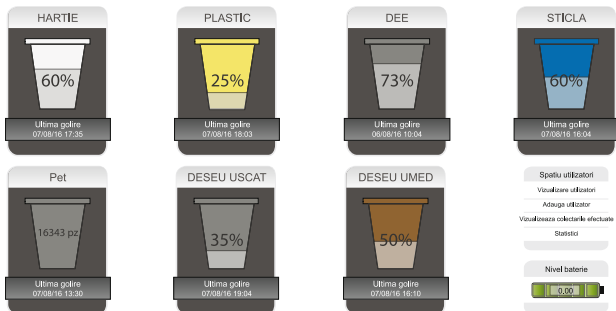 HARTIE
60%
Ultima golire
07/08/16 17:35
PLASTIC
25%
Ultima golire
07/08/16 18:03
DEE
73%
Ultima golire
06/08/16 10:04
STICLA
60%
Ultima golire
07/08/16 16:04
Pet
16343 pz
Ultima golire
07/08/16 13:30
DESEU USCAT
35%
Ultima golire
07/08/16 19:04
DESEU UMED
50%
Ultima golire
07/08/16 16:10
Spatiu utilizatori
Vizualizare utilizatori
Adauga utilizator
Vizualizeaza colectarile efectuate
Statistici
Nivel baterie
0.00